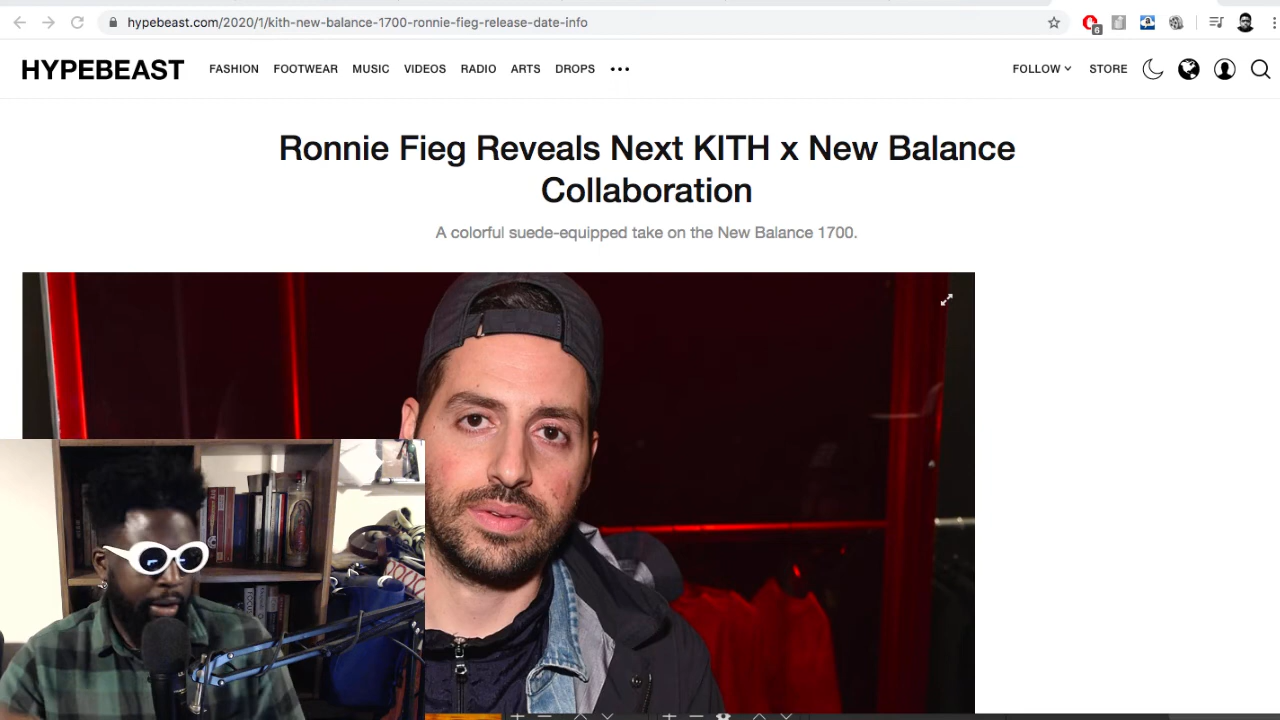 hypebeast.com/2020/1/kith-new-balance-1700-ronnie-fieg-release-date-info
6
HYPEBEAST FASHION FOOTWEAR MUSIC VIDEOS RADIO ARTS DROPS ••• FOLLOW STORE
Ronnie Fieg Reveals Next KITH x New Balance
Collaboration
A colorful suede-equipped take on the New Balance 1700.